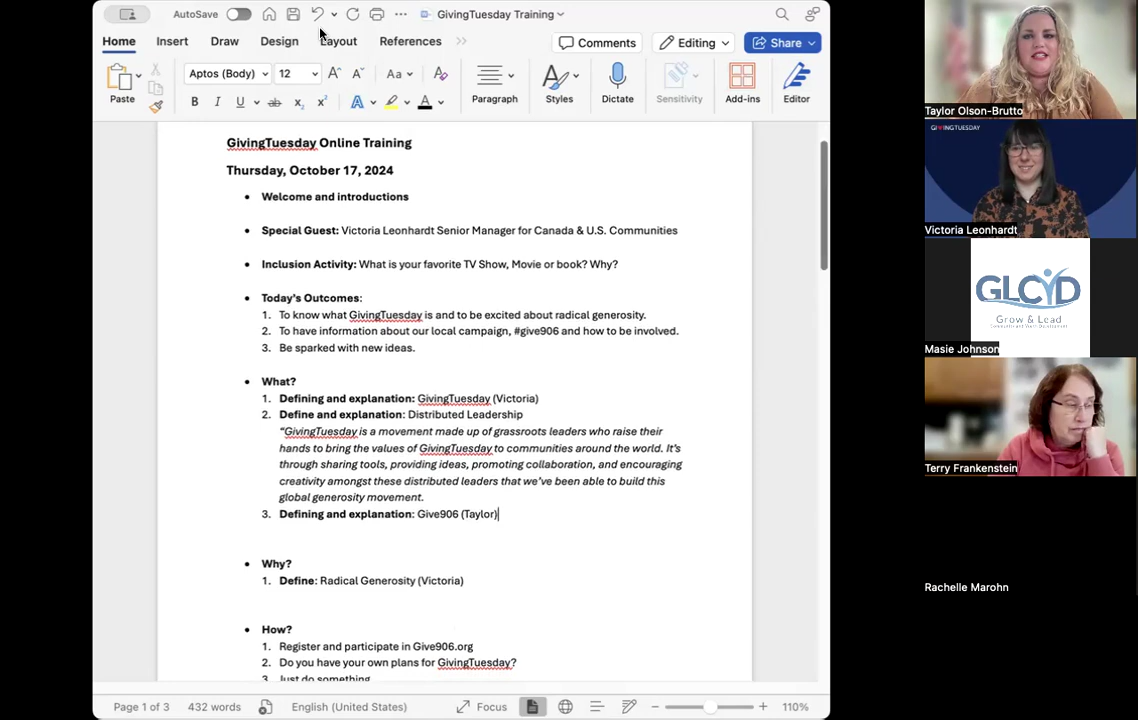 AutoSave
GivingTuesday Training
Home Insert Draw Design Layout References
Comments Editing Share
Paste
Aptos (Body) 12
Paragraph Styles Dictate Sensitivity Add-ins Editor
GivingTuesday Online Training
Thursday, October 17, 2024
• Welcome and introductions
• Special Guest: Victoria Leonhardt Senior Manager for Canada & U.S. Communities
• Inclusion Activity: What is your favorite TV Show, Movie or book? Why?
• Today's Outcomes:
1. To know what GivingTuesday is and to be excited about radical generosity.
2. To have information about our local campaign, #give906 and how to be involved.
3. Be sparked with new ideas.
• What?
1. Defining and explanation: GivingTuesday (Victoria)
2. Define and explanation: Distributed Leadership
"GivingTuesday is a movement made up of grassroots leaders who raise their
hands to bring the values of GivingTuesday to communities around the world. It's
through sharing tools, providing ideas, promoting collaboration, and encouraging
creativity amongst these distributed leaders that we've been able to build this
global generosity movement.
3. Defining and explanation: Give906 (Taylor)
• Why?
1. Define: Radical Generosity (Victoria)
• How?
1. Register and participate in Give906.org
2. Do you have your own plans for GivingTuesday?
3. Just do something
Page 1 of 3 432 words English (United States) Focus 110%
Taylor Olson-Brutto
GIVINGTUESDAY
Victoria Leonhardt
GLCYD
Grow & Lead
Masie Johnson
Terry Frankenstein
Rachelle Marohn